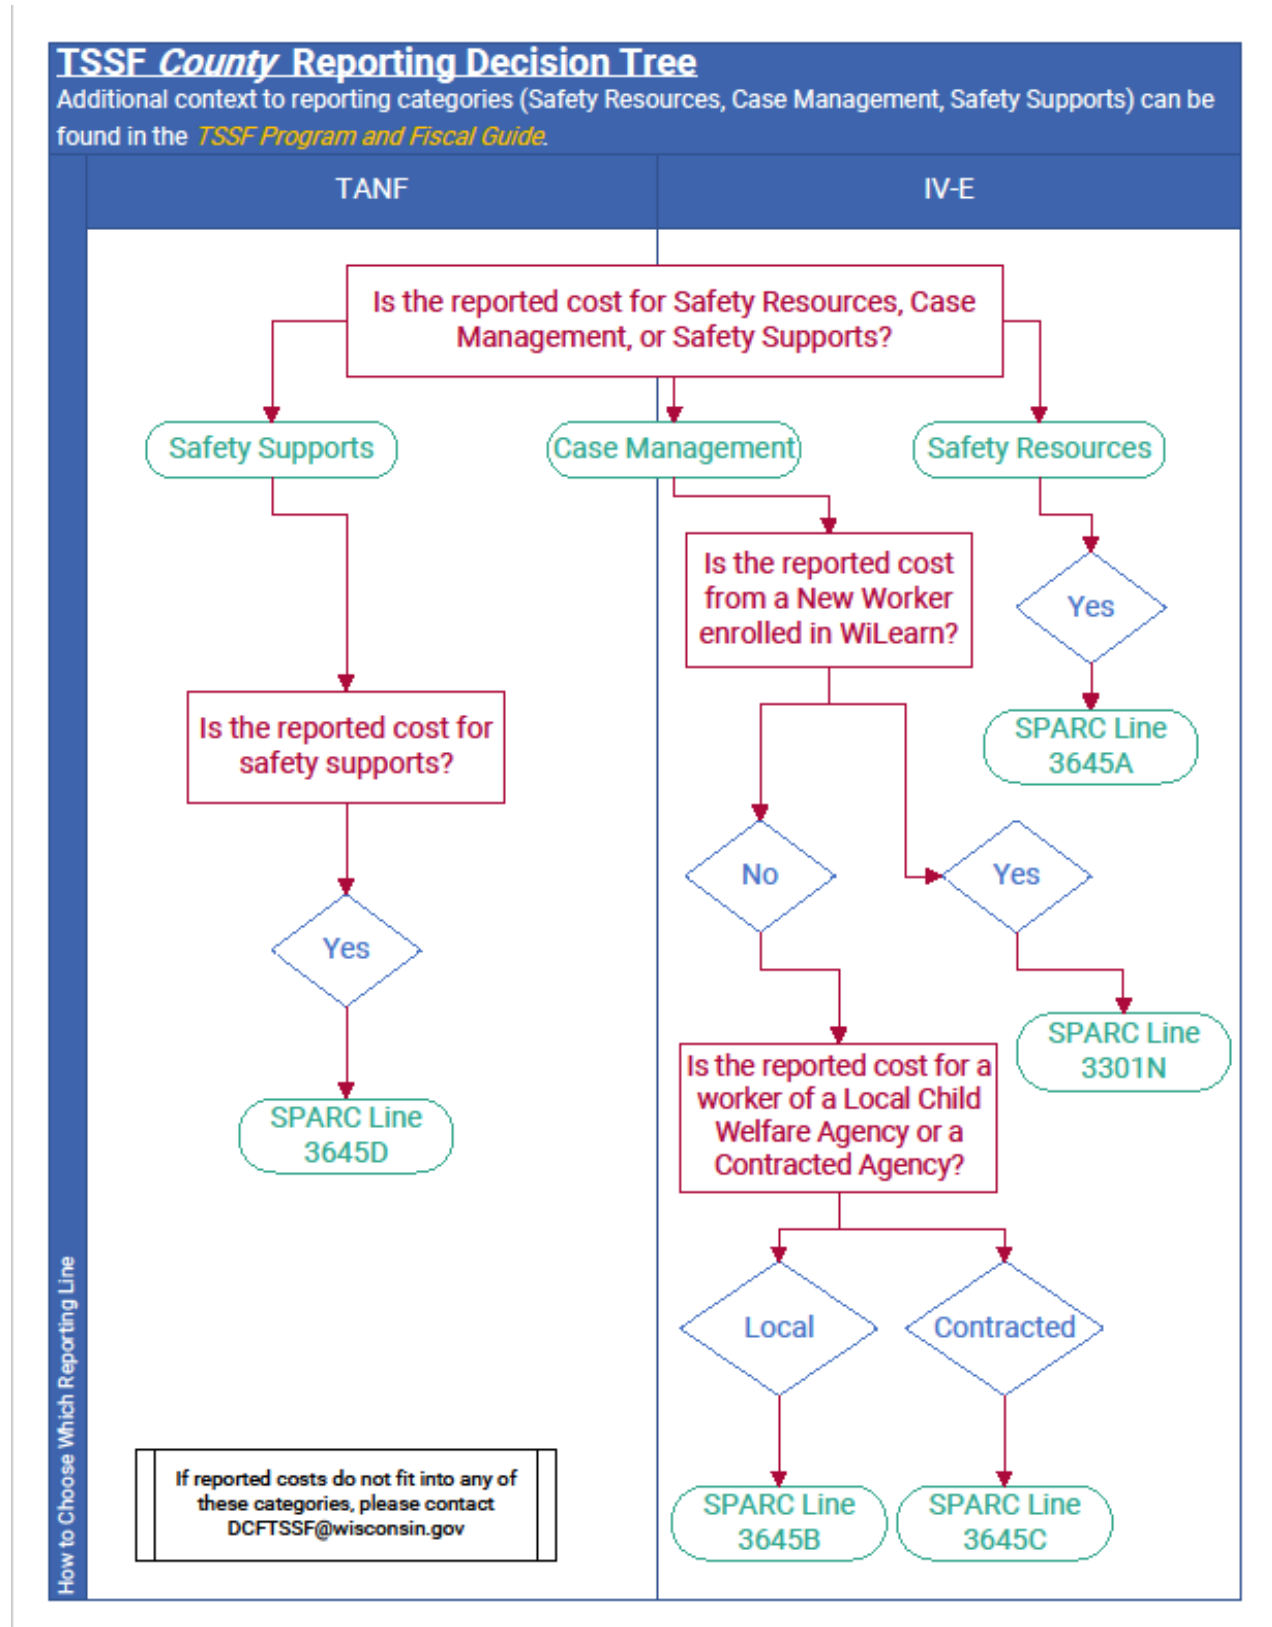 TSSF County Reporting Decision Tree
Additional context to reporting categories (Safety Resources, Case Management, Safety Supports) can be
found in the TSSF Program and Fiscal Guide.
TANF
IV-E
Is the reported cost for Safety Resources, Case
Management, or Safety Supports?
Safety Supports
Case Management
Safety Resources
Is the reported cost
from a New Worker
enrolled in WiLearn?
Yes
Is the reported cost for
safety supports?
SPARC Line
3645A
No
Yes
Yes
SPARC Line
3301N
Is the reported cost for a
worker of a Local Child
Welfare Agency or a
Contracted Agency?
SPARC Line
3645D
Local
Contracted
If reported costs do not fit into any of
these categories, please contact
DCFTSSF@wisconsin.gov
SPARC Line
3645B
SPARC Line
3645C
How to Choose Which Reporting Line